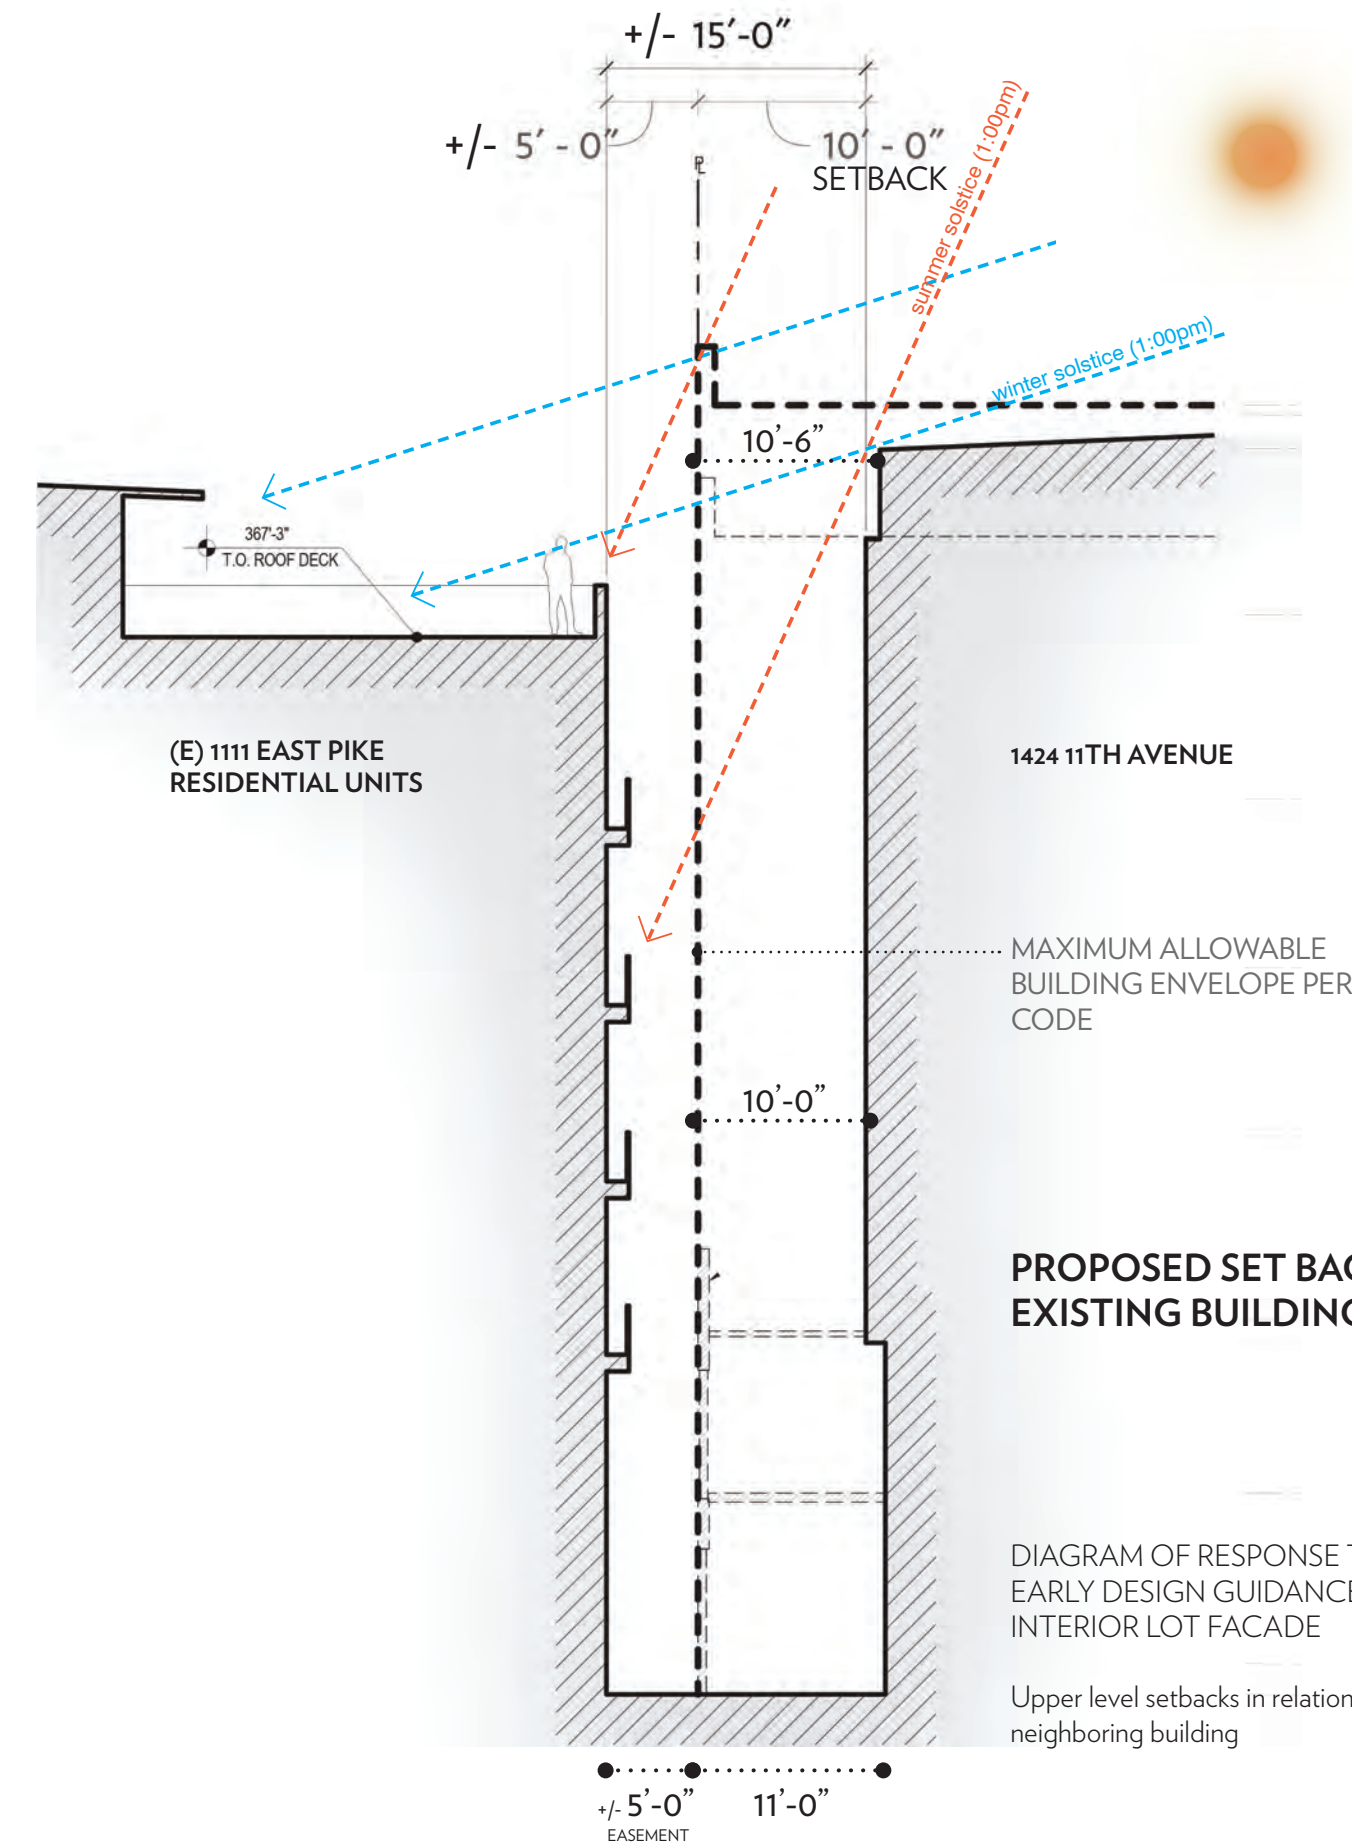 +/- 15'-0"
+/- 5' - 0"
10' - 0"
SETBACK
PL
summer solstice (1:00pm)
winter solstice (1:00pm)
10'-6"
367'-3"
T.O. ROOF DECK
(E) 1111 EAST PIKE
RESIDENTIAL UNITS
1424 11TH AVENUE
MAXIMUM ALLOWABLE
BUILDING ENVELOPE PER
CODE
10'-0"
PROPOSED SET
EXISTING BUILDING
DIAGRAM OF RESPONSE
EARLY DESIGN GUIDANCE
INTERIOR LOT FACADE
Upper level setbacks in relation
neighboring building
+/- 5'-0"
11'-0"
EASEMENT